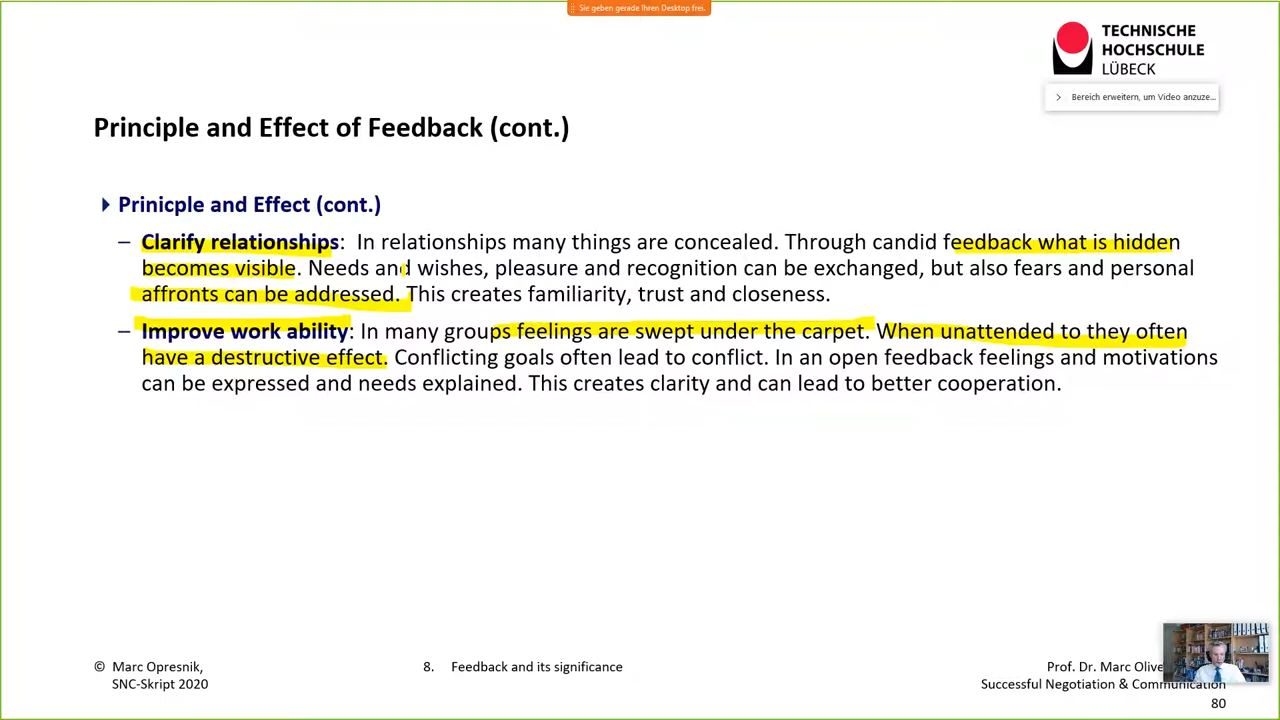 Sie geben gerade Ihren Desktop frei.
TECHNISCHE
HOCHSCHULE
LÜBECK
Bereich erweitern, um Video anzuze...
Principle and Effect of Feedback (cont.)
Prinicple and Effect (cont.)
– Clarify relationships: In relationships many things are concealed. Through candid feedback what is hidden
becomes visible. Needs and wishes, pleasure and recognition can be exchanged, but also fears and personal
affronts can be addressed. This creates familiarity, trust and closeness.
– Improve work ability: In many groups feelings are swept under the carpet. When unattended to they often
have a destructive effect. Conflicting goals often lead to conflict. In an open feedback feelings and motivations
can be expressed and needs explained. This creates clarity and can lead to better cooperation.
© Marc Opresnik,
SNC-Skript 2020
8. Feedback and its significance
Prof. Dr. Marc
Successful Negotiation & Communication
80